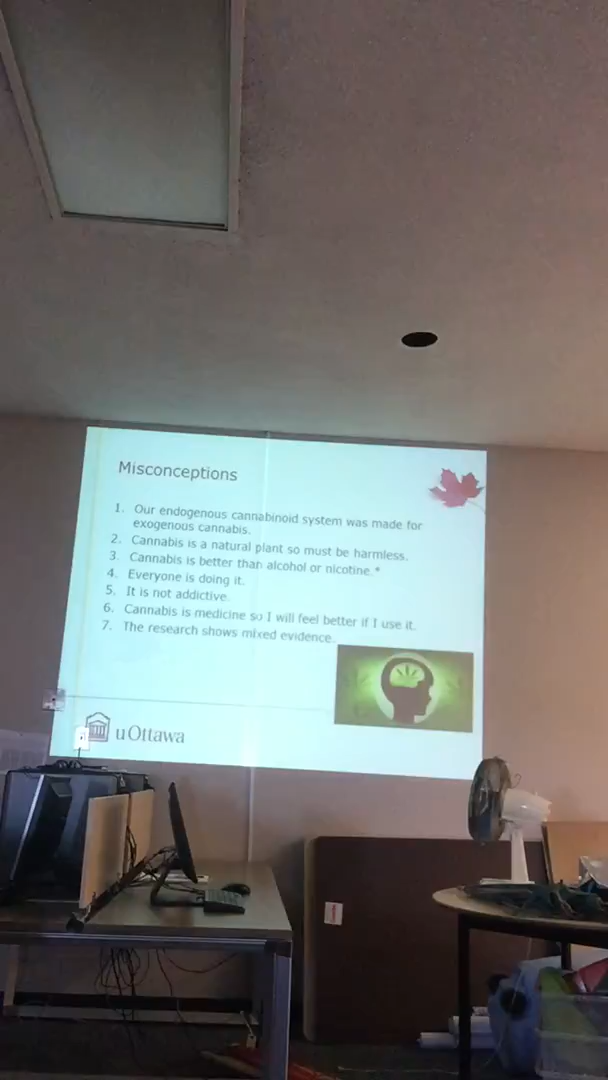 Misconceptions
1. Our endogenous cannabinoid system was made for
exogenous cannabis.
2. Cannabis is a natural plant so must be harmless.
3. Cannabis is better than alcohol or nicotine.*
4. Everyone is doing it.
5. It is not addictive.
6. Cannabis is medicine so I will feel better if I use it.
7. The research shows mixed evidence.
uOttawa